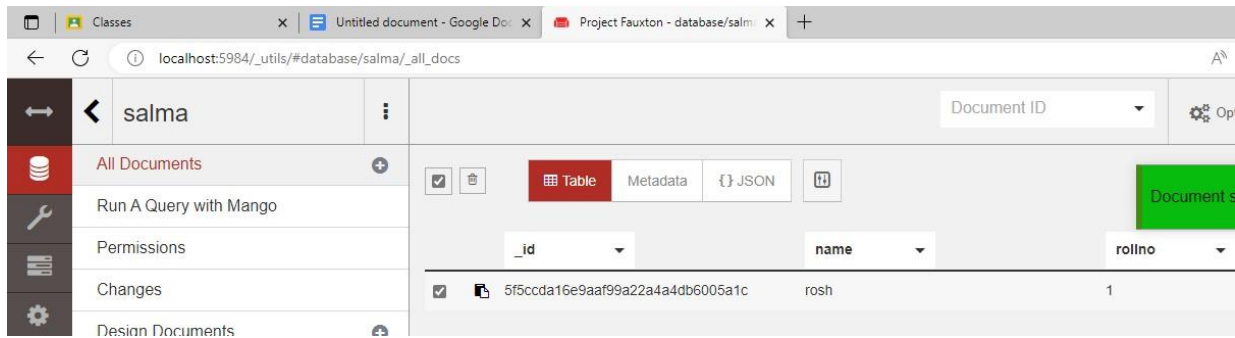 Classes
Untitled document - Google Doc
Project Fauxton - database/salm
localhost:5984/_utils/#database/salma/_all_docs
salma
Document ID
Op
All Documents
Table Metadata {} JSON
Document s
Run A Query with Mango
Permissions
_id name rollno
Changes
5f5ccda16e9aaf99a22a4a4db6005a1c rosh 1
Design Documents